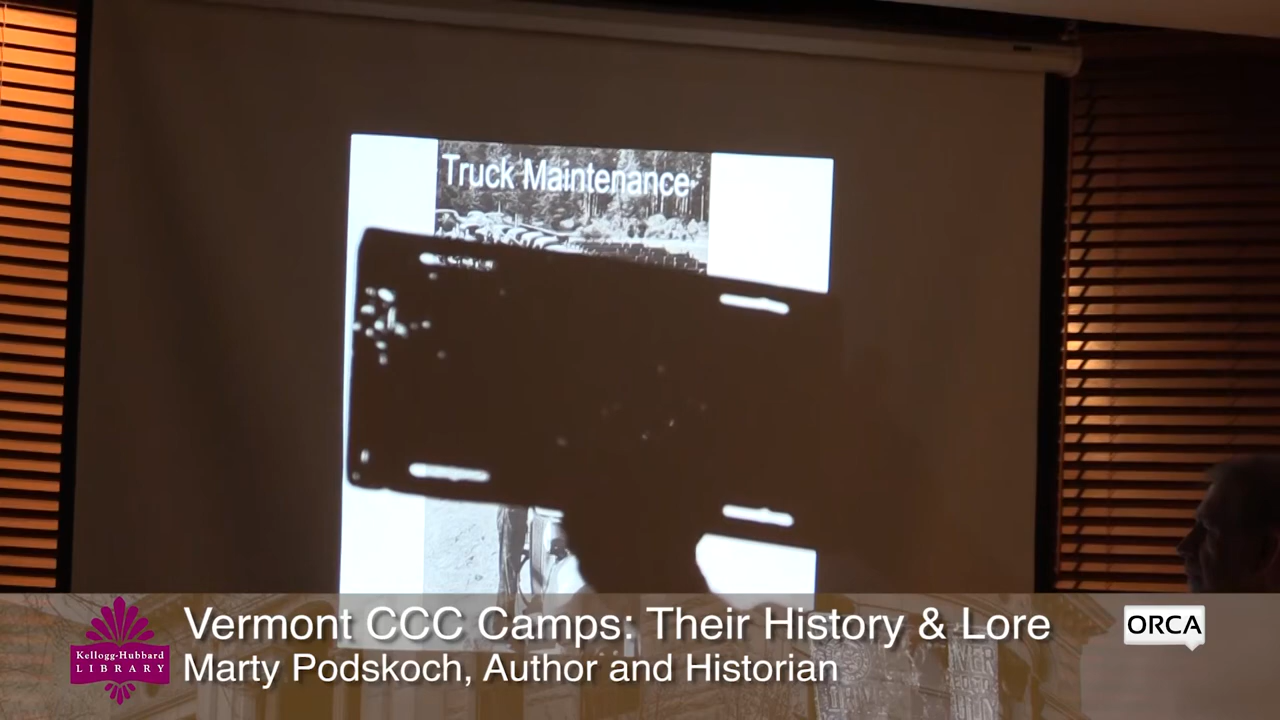 Truck Maintenance
Vermont CCC Camps: Their History & Lore
Marty Podskoch, Author and Historian
Kellogg-Hubbard
LIBRARY
ORCA